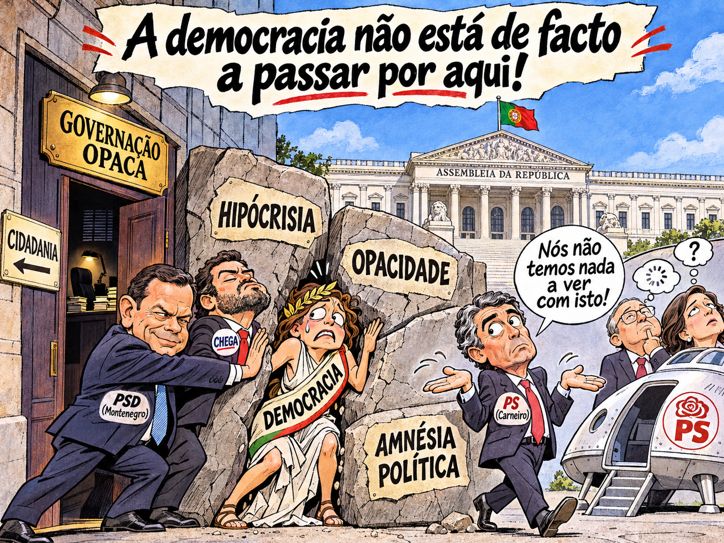 A democracia não está de facto
a passar por aqui!
GOVERNAÇÃO
OPACA
CIDADANIA
HIPÓCRISIA
OPACIDADE
ASSEMBLEIA DA REPÚBLICA
Nós não
temos nada
a ver
com isto!
?
CHEGA
PSD
(Montenegro)
DEMOCRACIA
AMNÉSIA
POLÍTICA
PS
(Carneiro)
PS